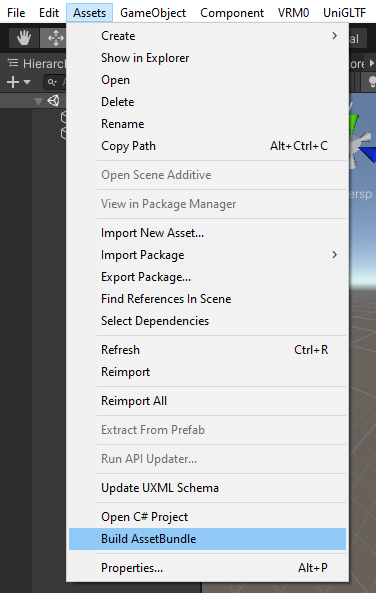 File Edit Assets GameObject Component VRM0 UniGLTF
Hierarc
Create
Show in Explorer
Open
Delete
Rename
Copy Path Alt+Ctrl+C
Open Scene Additive
View in Package Manager
ersp
Import New Asset...
Import Package
Export Package...
Find References In Scene
Select Dependencies
Refresh Ctrl+R
Reimport
Reimport All
Extract From Prefab
Run API Updater...
Update UXML Schema
Open C# Project
Build AssetBundle
Properties... Alt+P